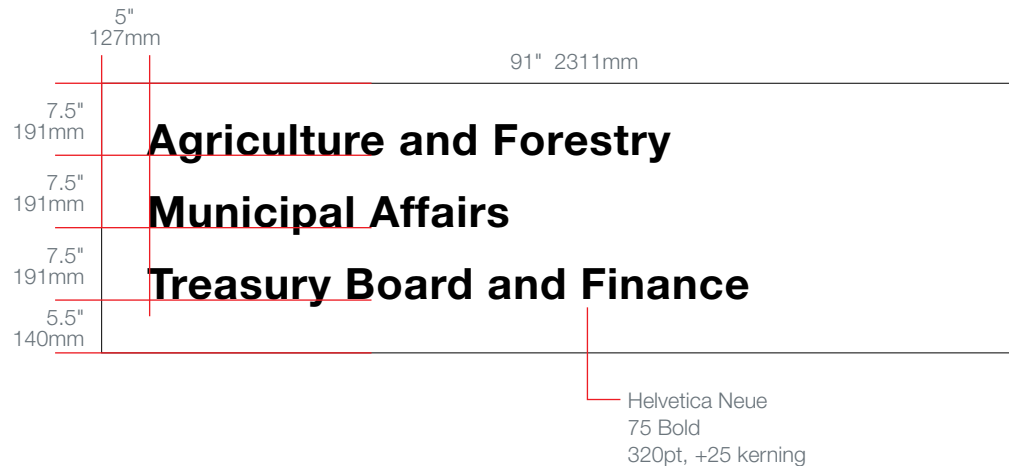 5"
127mm
91" 2311mm
7.5"
191mm
Agriculture and Forestry
7.5"
191mm
Municipal Affairs
7.5"
191mm
Treasury Board and Finance
5.5"
140mm
Helvetica Neue
75 Bold
320pt, +25 kerning